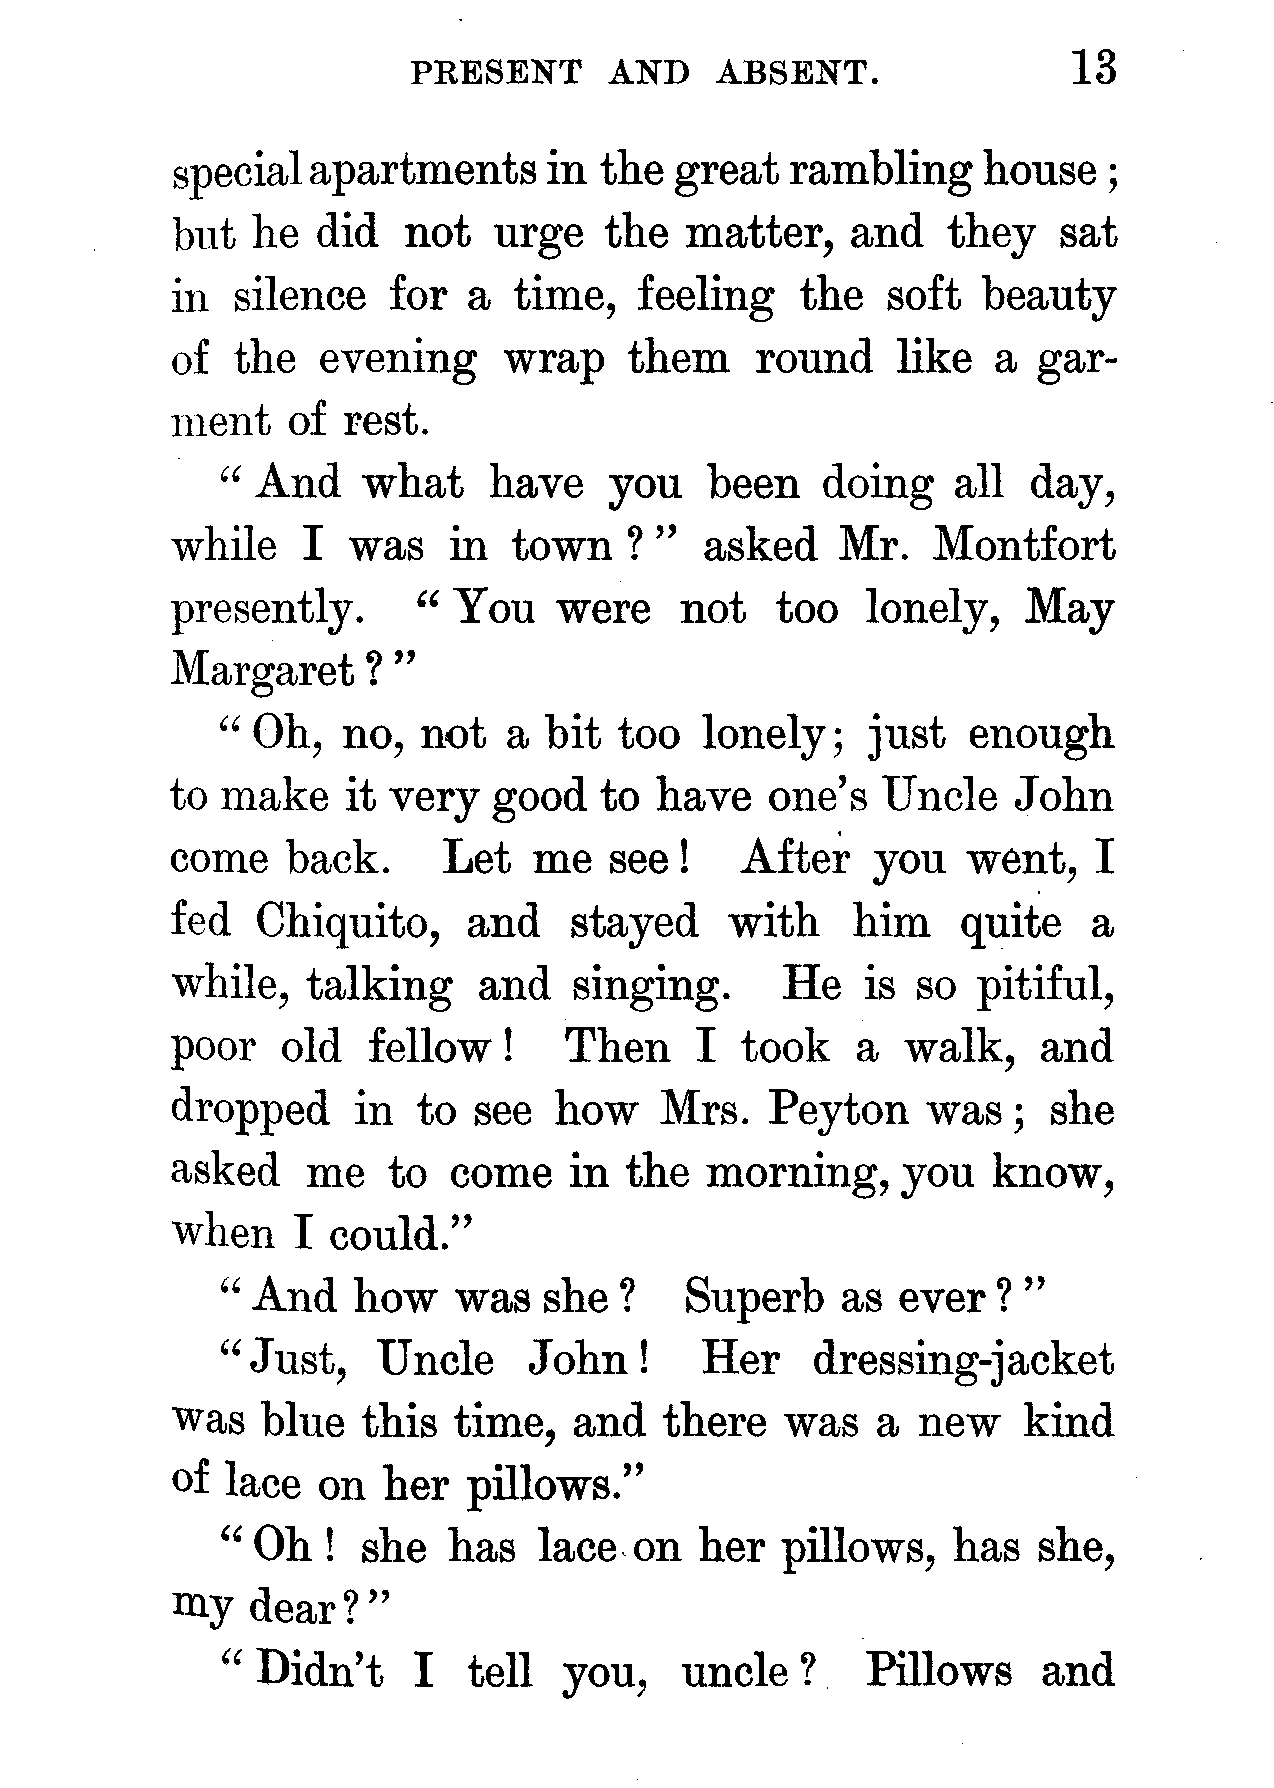 PRESENT AND ABSENT. 13
special apartments in the great rambling house ;
but he did not urge the matter, and they sat
in silence for a time, feeling the soft beauty
of the evening wrap them round like a gar-
ment of rest.
“ And what have you been doing all day,
while I was in town ? ” asked Mr. Montfort
presently. “ You were not too lonely, May
Margaret ? ”
“ Oh, no, not a bit too lonely; just enough
to make it very good to have one’s Uncle John
come back. Let me see ! After you went, I
fed Chiquito, and stayed with him quite a
while, talking and singing. He is so pitiful,
poor old fellow ! Then I took a walk, and
dropped in to see how Mrs. Peyton was ; she
asked me to come in the morning, you know,
when I could.”
“ And how was she ? Superb as ever ? ”
“ Just, Uncle John ! Her dressing-jacket
was blue this time, and there was a new kind
of lace on her pillows.”
“ Oh ! she has lace on her pillows, has she,
my dear ? ”
“ Didn’t I tell you, uncle ? Pillows and